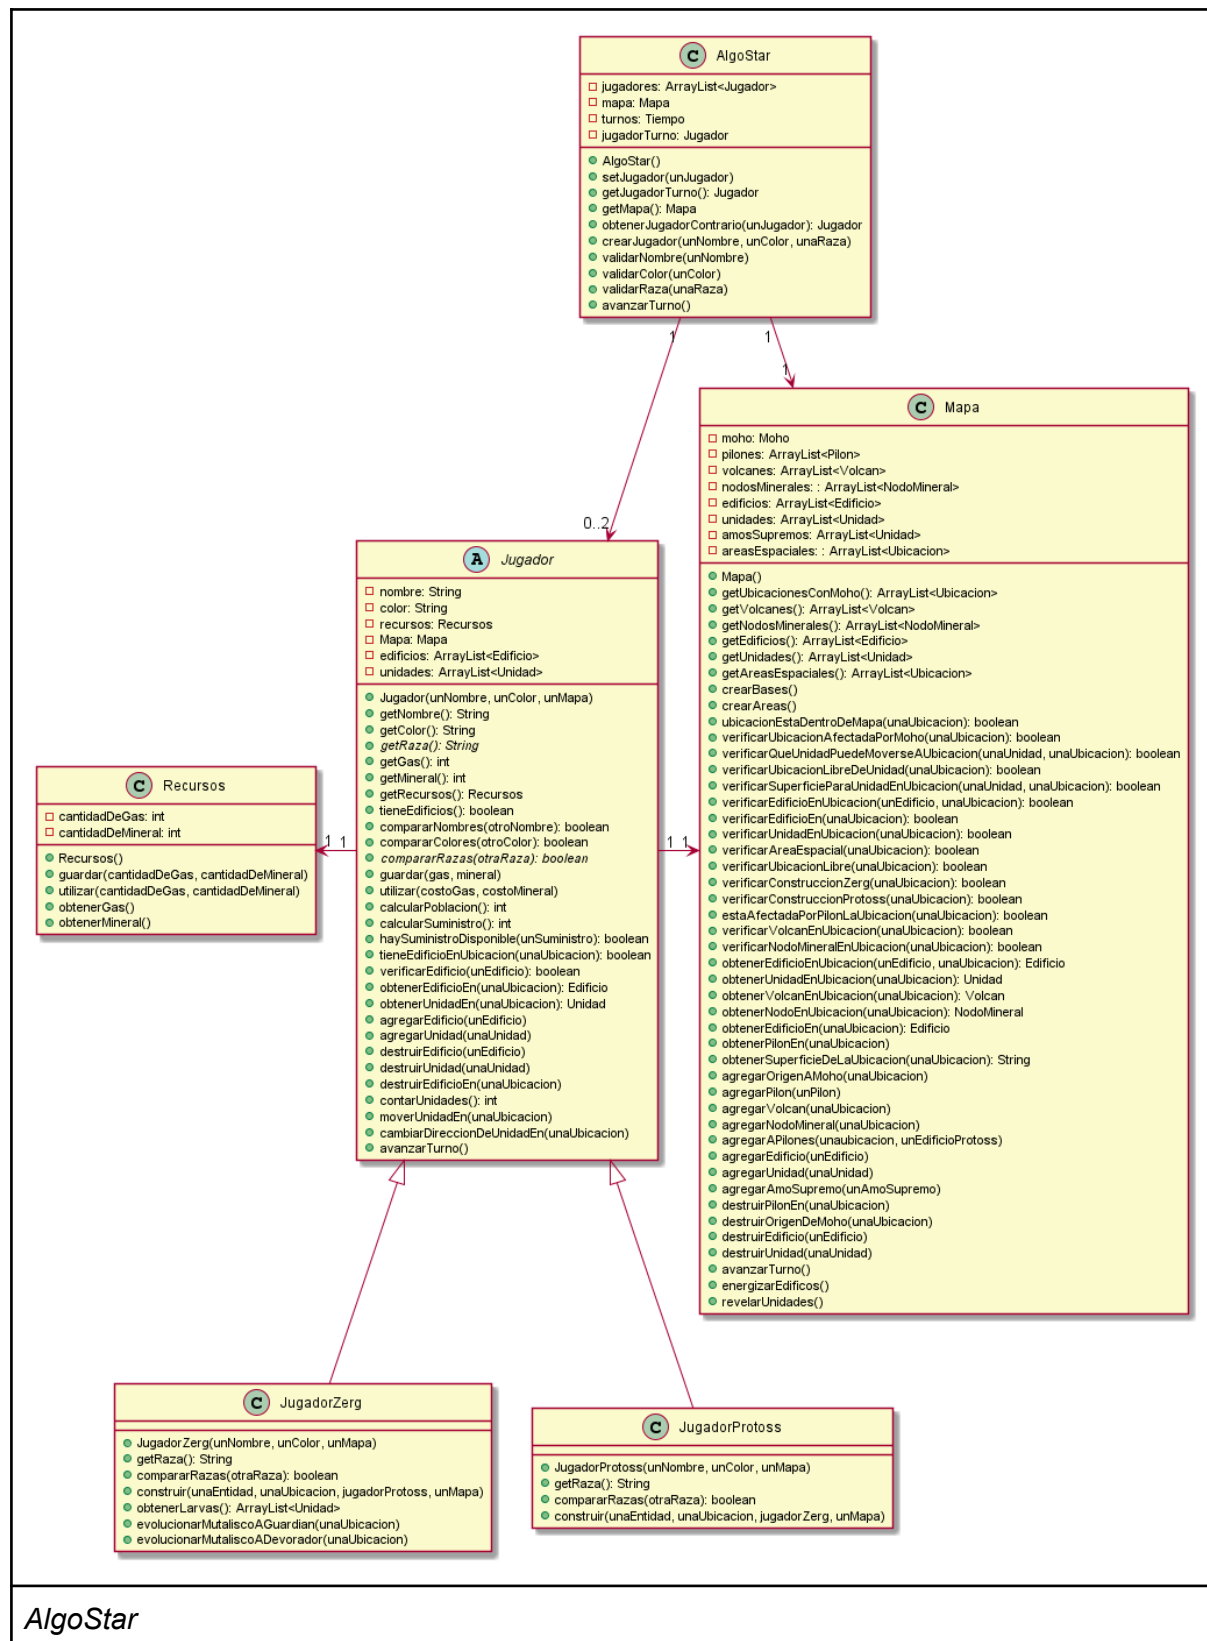 C AlgoStar
jugadores: ArrayList<Jugador>
mapa: Mapa
turnos: Tiempo
jugadorTurno: Jugador
AlgoStar()
setJugador(unJugador)
getJugadorTurno(): Jugador
getMapa(): Mapa
obtenerJugadorContrario(unJugador): Jugador
crearJugador(unNombre, unColor, unaRaza)
validarNombre(unNombre)
validarColor(unColor)
validarRaza(unaRaza)
avanzarTurno()
1
1
1
0..2
C Mapa
moho: Moho
pilones: ArrayList<Pilon>
volcanes: ArrayList<Volcan>
nodosMinerales: : ArrayList<NodoMineral>
edificios: ArrayList<Edificio>
unidades: ArrayList<Unidad>
amosSupremos: ArrayList<Unidad>
areasEspaciales: : ArrayList<Ubicacion>
Mapa()
getUbicacionesConMoho(): ArrayList<Ubicacion>
getVolcanes(): ArrayList<Volcan>
getNodosMinerales(): ArrayList<NodoMineral>
getEdificios(): ArrayList<Edificio>
getUnidades(): ArrayList<Unidad>
getAreasEspaciales(): ArrayList<Ubicacion>
crearBases()
crearAreas()
ubicacionEstaDentroDeMapa(unaUbicacion): boolean
verificarUbicacionAfectadaPorMoho(unaUbicacion): boolean
verificarQueUnidadPuedeMoverseAUbicacion(unaUnidad, unaUbicacion): boolean
verificarUbicacionLibreDeUnidad(unaUbicacion): boolean
verificarSuperficieParaUnidadEnUbicacion(unaUnidad, unaUbicacion): boolean
verificarEdificioEnUbicacion(unEdificio, unaUbicacion): boolean
verificarEdificioEn(unaUbicacion): boolean
verificarUnidadEnUbicacion(unaUbicacion): boolean
verificarAreaEspacial(unaUbicacion): boolean
verificarUbicacionLibre(unaUbicacion): boolean
verificarConstruccionZerg(unaUbicacion): boolean
verificarConstruccionProtoss(unaUbicacion): boolean
estaAfectadaPorPilonLaUbicacion(unaUbicacion): boolean
verificarVolcanEnUbicacion(unaUbicacion): boolean
verificarNodoMineralEnUbicacion(unaUbicacion): boolean
obtenerEdificioEnUbicacion(unEdificio, unaUbicacion): Edificio
obtenerUnidadEnUbicacion(unaUbicacion): Unidad
obtenerVolcanEnUbicacion(unaUbicacion): Volcan
obtenerNodoEnUbicacion(unaUbicacion): NodoMineral
obtenerEdificioEn(unaUbicacion): Edificio
obtenerPilonEn(unaUbicacion)
obtenerSuperficieDeLaUbicacion(unaUbicacion): String
agregarOrigenAMoho(unaUbicacion)
agregarPilon(unPilon)
agregarVolcan(unaUbicacion)
agregarNodoMineral(unaUbicacion)
agregarAPilones(unaubicacion, unEdificioProtoss)
agregarEdificio(unEdificio)
agregarUnidad(unaUnidad)
agregarAmoSupremo(unAmoSupremo)
destruirPilonEn(unaUbicacion)
destruirOrigenDeMoho(unaUbicacion)
destruirEdificio(unEdificio)
destruirUnidad(unaUnidad)
avanzarTurno()
energizarEdificos()
revelarUnidades()
A Jugador
nombre: String
color: String
recursos: Recursos
Mapa: Mapa
edificios: ArrayList<Edificio>
unidades: ArrayList<Unidad>
Jugador(unNombre, unColor, unMapa)
getNombre(): String
getColor(): String
getRaza(): String
getGas(): int
getMineral(): int
getRecursos(): Recursos
tieneEdificios(): boolean
compararNombres(otroNombre): boolean
compararColores(otroColor): boolean
compararRazas(otraRaza): boolean
guardar(gas, mineral)
utilizar(costoGas, costoMineral)
calcularPoblacion(): int
calcularSuministro(): int
haySuministroDisponible(unSuministro): boolean
tieneEdificioEnUbicacion(unaUbicacion): boolean
verificarEdificio(unEdificio): boolean
obtenerEdificioEn(unaUbicacion): Edificio
obtenerUnidadEn(unaUbicacion): Unidad
agregarEdificio(unEdificio)
agregarUnidad(unaUnidad)
destruirEdificio(unEdificio)
destruirUnidad(unaUnidad)
destruirEdificioEn(unaUbicacion)
contarUnidades(): int
moverUnidadEn(unaUbicacion)
cambiarDireccionDeUnidadEn(unaUbicacion)
avanzarTurno()
C Recursos
cantidadDeGas: int
cantidadDeMineral: int
Recursos()
guardar(cantidadDeGas, cantidadDeMineral)
utilizar(cantidadDeGas, cantidadDeMineral)
obtenerGas()
obtenerMineral()
1 1
1 1
C JugadorZerg
JugadorZerg(unNombre, unColor, unMapa)
getRaza(): String
compararRazas(otraRaza): boolean
construir(unaEntidad, unaUbicacion, jugadorProtoss, unMapa)
obtenerLarvas(): ArrayList<Unidad>
evolucionarMutaliscoAGuardian(unaUbicacion)
evolucionarMutaliscoADevorador(unaUbicacion)
C JugadorProtoss
JugadorProtoss(unNombre, unColor, unMapa)
getRaza(): String
compararRazas(otraRaza): boolean
construir(unaEntidad, unaUbicacion, jugadorZerg, unMapa)
AlgoStar